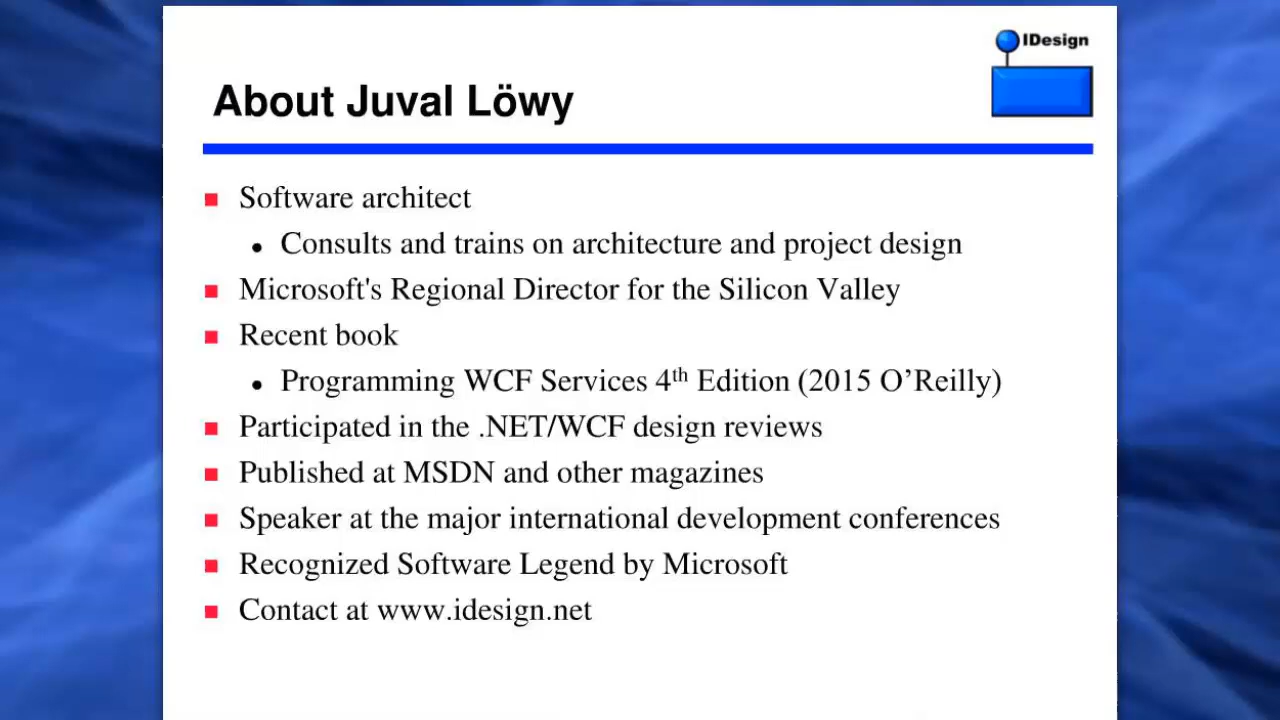 IDesign
About Juval Löwy
Software architect
Consults and trains on architecture and project design
Microsoft's Regional Director for the Silicon Valley
Recent book
Programming WCF Services 4th Edition (2015 O’Reilly)
Participated in the .NET/WCF design reviews
Published at MSDN and other magazines
Speaker at the major international development conferences
Recognized Software Legend by Microsoft
Contact at www.idesign.net